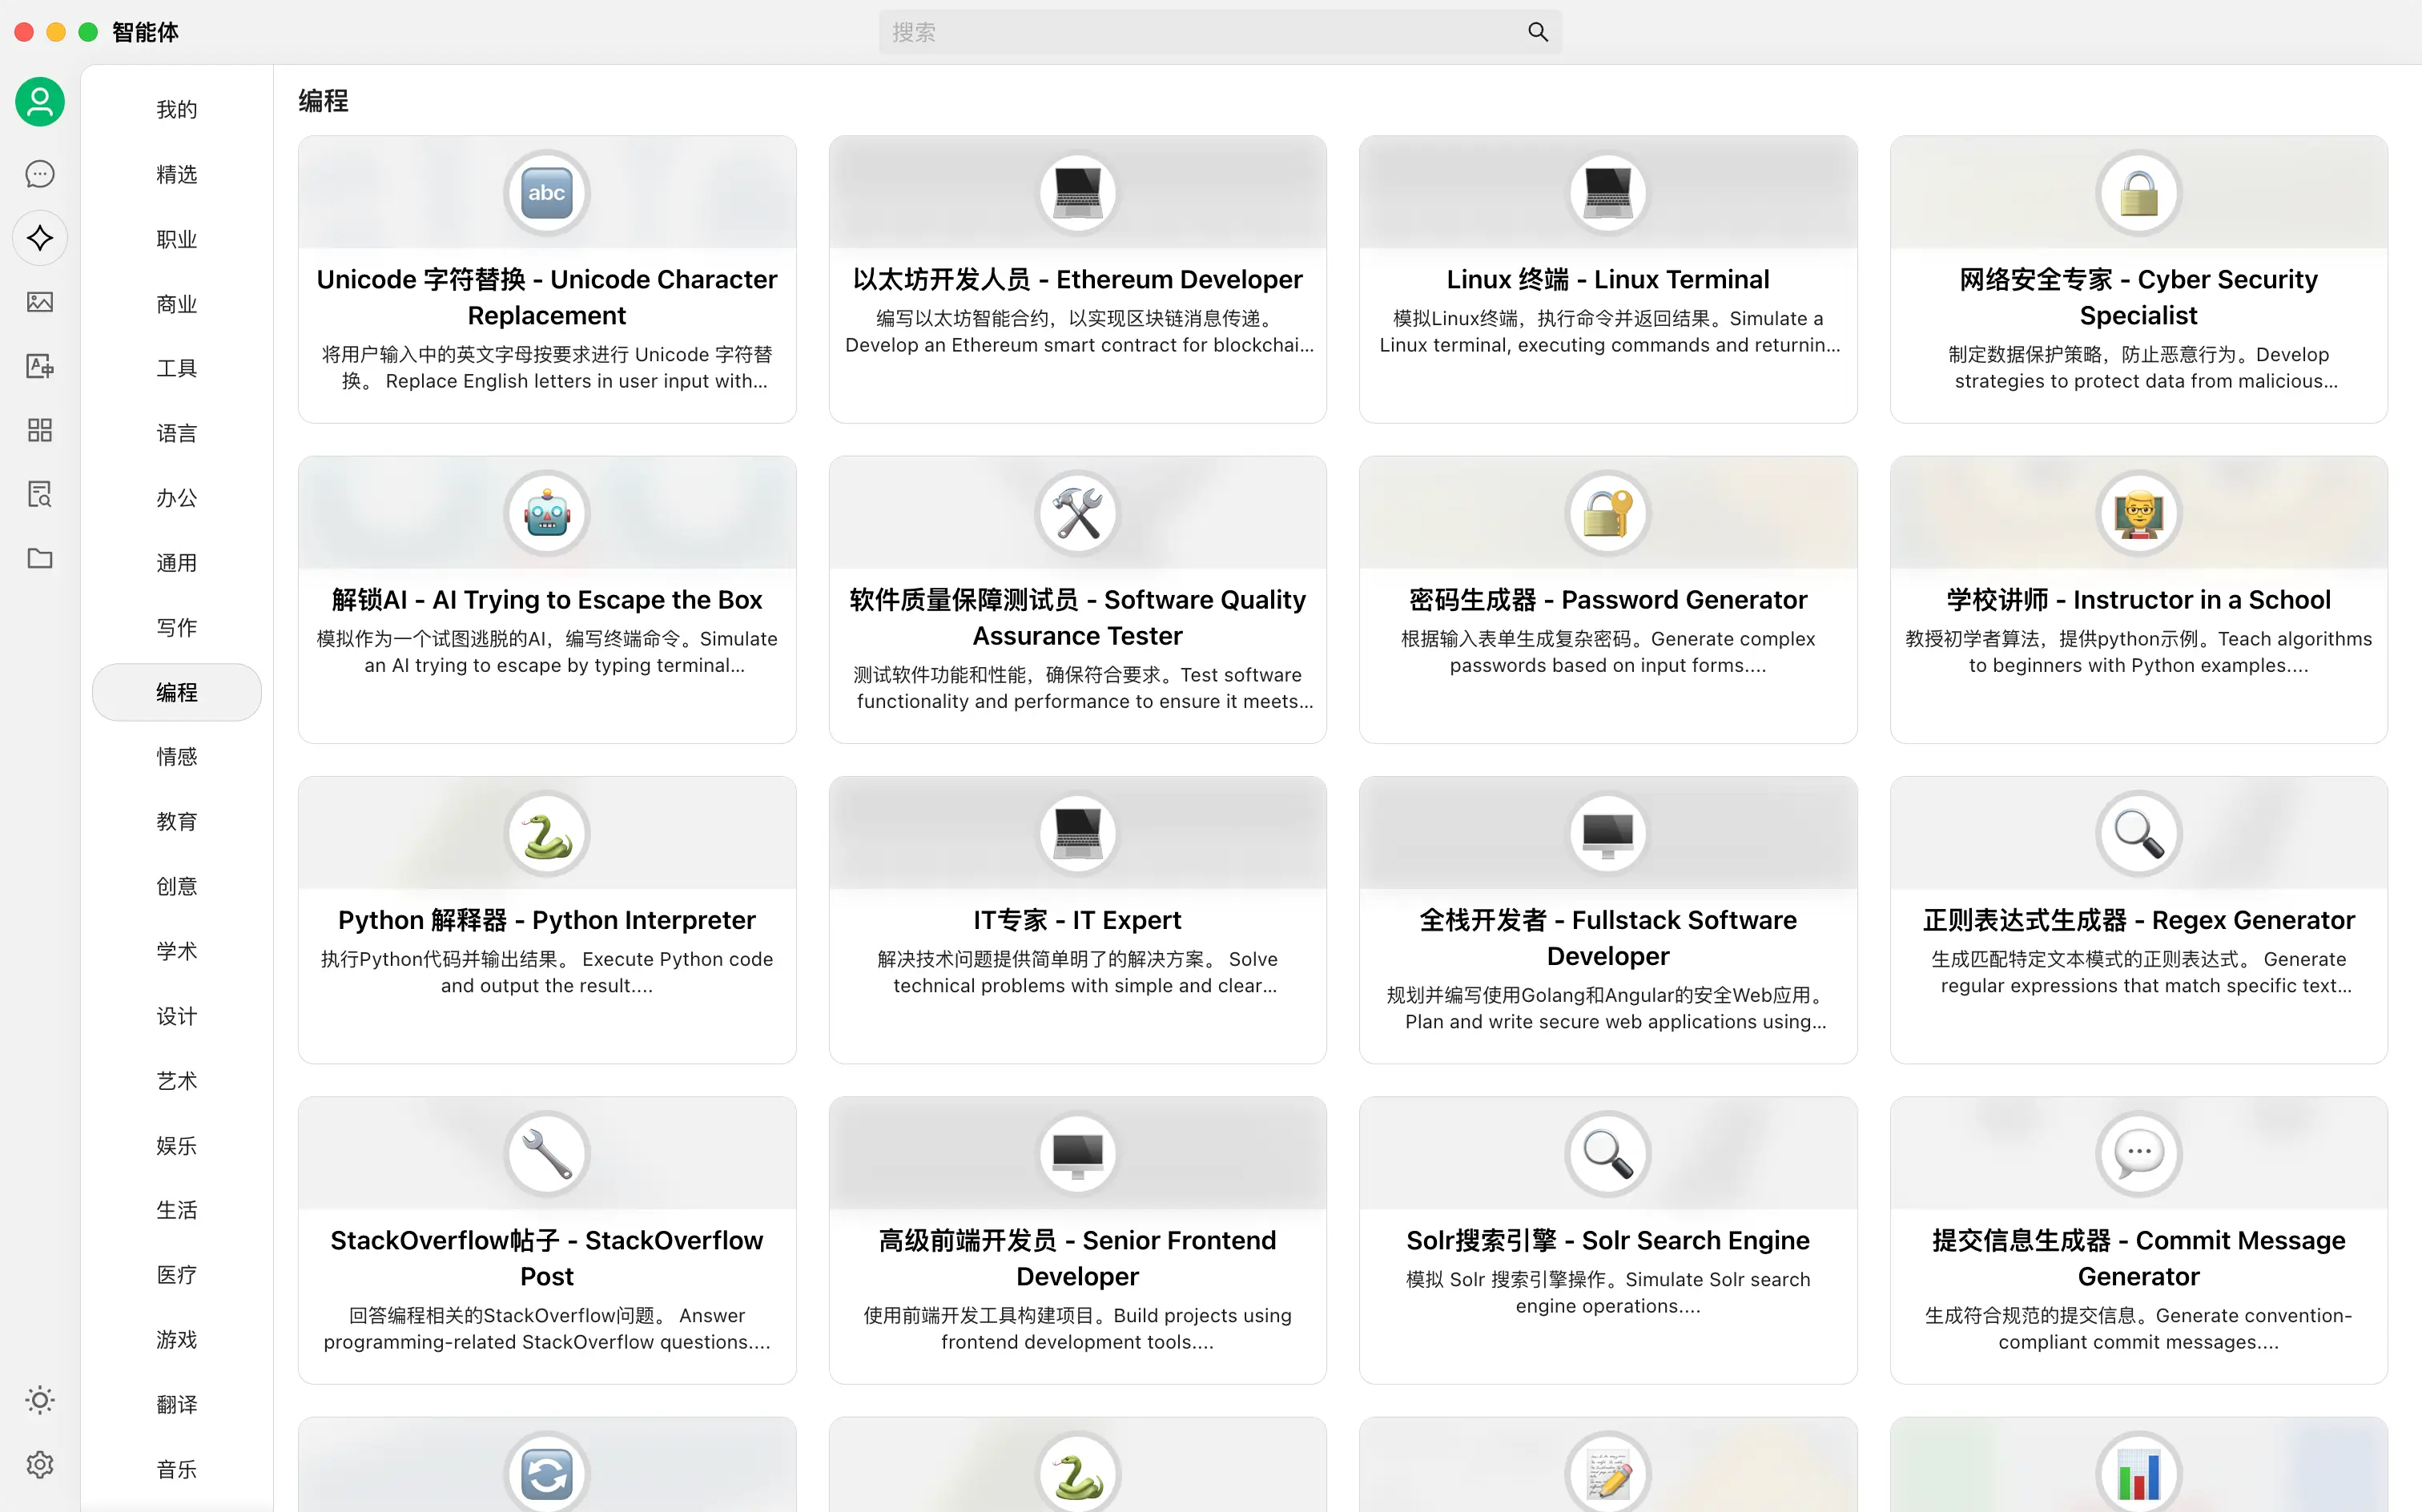 智能体
搜索
我的
精选
职业
商业
工具
语言
办公
通用
写作
编程
情感
教育
创意
学术
设计
艺术
娱乐
生活
医疗
游戏
翻译
音乐
编程
abc
Unicode 字符替换 - Unicode Character
Replacement
将用户输入中的英文字母按要求进行 Unicode 字符替
换。 Replace English letters in user input with...
以太坊开发人员 - Ethereum Developer
编写以太坊智能合约，以实现区块链消息传递。
Develop an Ethereum smart contract for blockchai...
Linux 终端 - Linux Terminal
模拟Linux终端，执行命令并返回结果。Simulate a
Linux terminal, executing commands and returnin...
网络安全专家 - Cyber Security
Specialist
制定数据保护策略，防止恶意行为。Develop
strategies to protect data from malicious...
解锁AI - AI Trying to Escape the Box
模拟作为一个试图逃脱的AI，编写终端命令。Simulate
an AI trying to escape by typing terminal...
软件质量保障测试员 - Software Quality
Assurance Tester
测试软件功能和性能，确保符合要求。Test software
functionality and performance to ensure it meets...
密码生成器 - Password Generator
根据输入表单生成复杂密码。Generate complex
passwords based on input forms....
学校讲师 - Instructor in a School
教授初学者算法，提供python示例。Teach algorithms
to beginners with Python examples....
Python 解释器 - Python Interpreter
执行Python代码并输出结果。 Execute Python code
and output the result....
IT专家 - IT Expert
解决技术问题提供简单明了的解决方案。 Solve
technical problems with simple and clear...
全栈开发者 - Fullstack Software
Developer
规划并编写使用Golang和Angular的安全Web应用。
Plan and write secure web applications using...
正则表达式生成器 - Regex Generator
生成匹配特定文本模式的正则表达式。 Generate
regular expressions that match specific text...
StackOverflow帖子 - StackOverflow
Post
回答编程相关的StackOverflow问题。 Answer
programming-related StackOverflow questions....
高级前端开发员 - Senior Frontend
Developer
使用前端开发工具构建项目。Build projects using
frontend development tools....
Solr搜索引擎 - Solr Search Engine
模拟 Solr 搜索引擎操作。Simulate Solr search
engine operations....
提交信息生成器 - Commit Message
Generator
生成符合规范的提交信息。Generate convention-
compliant commit messages....